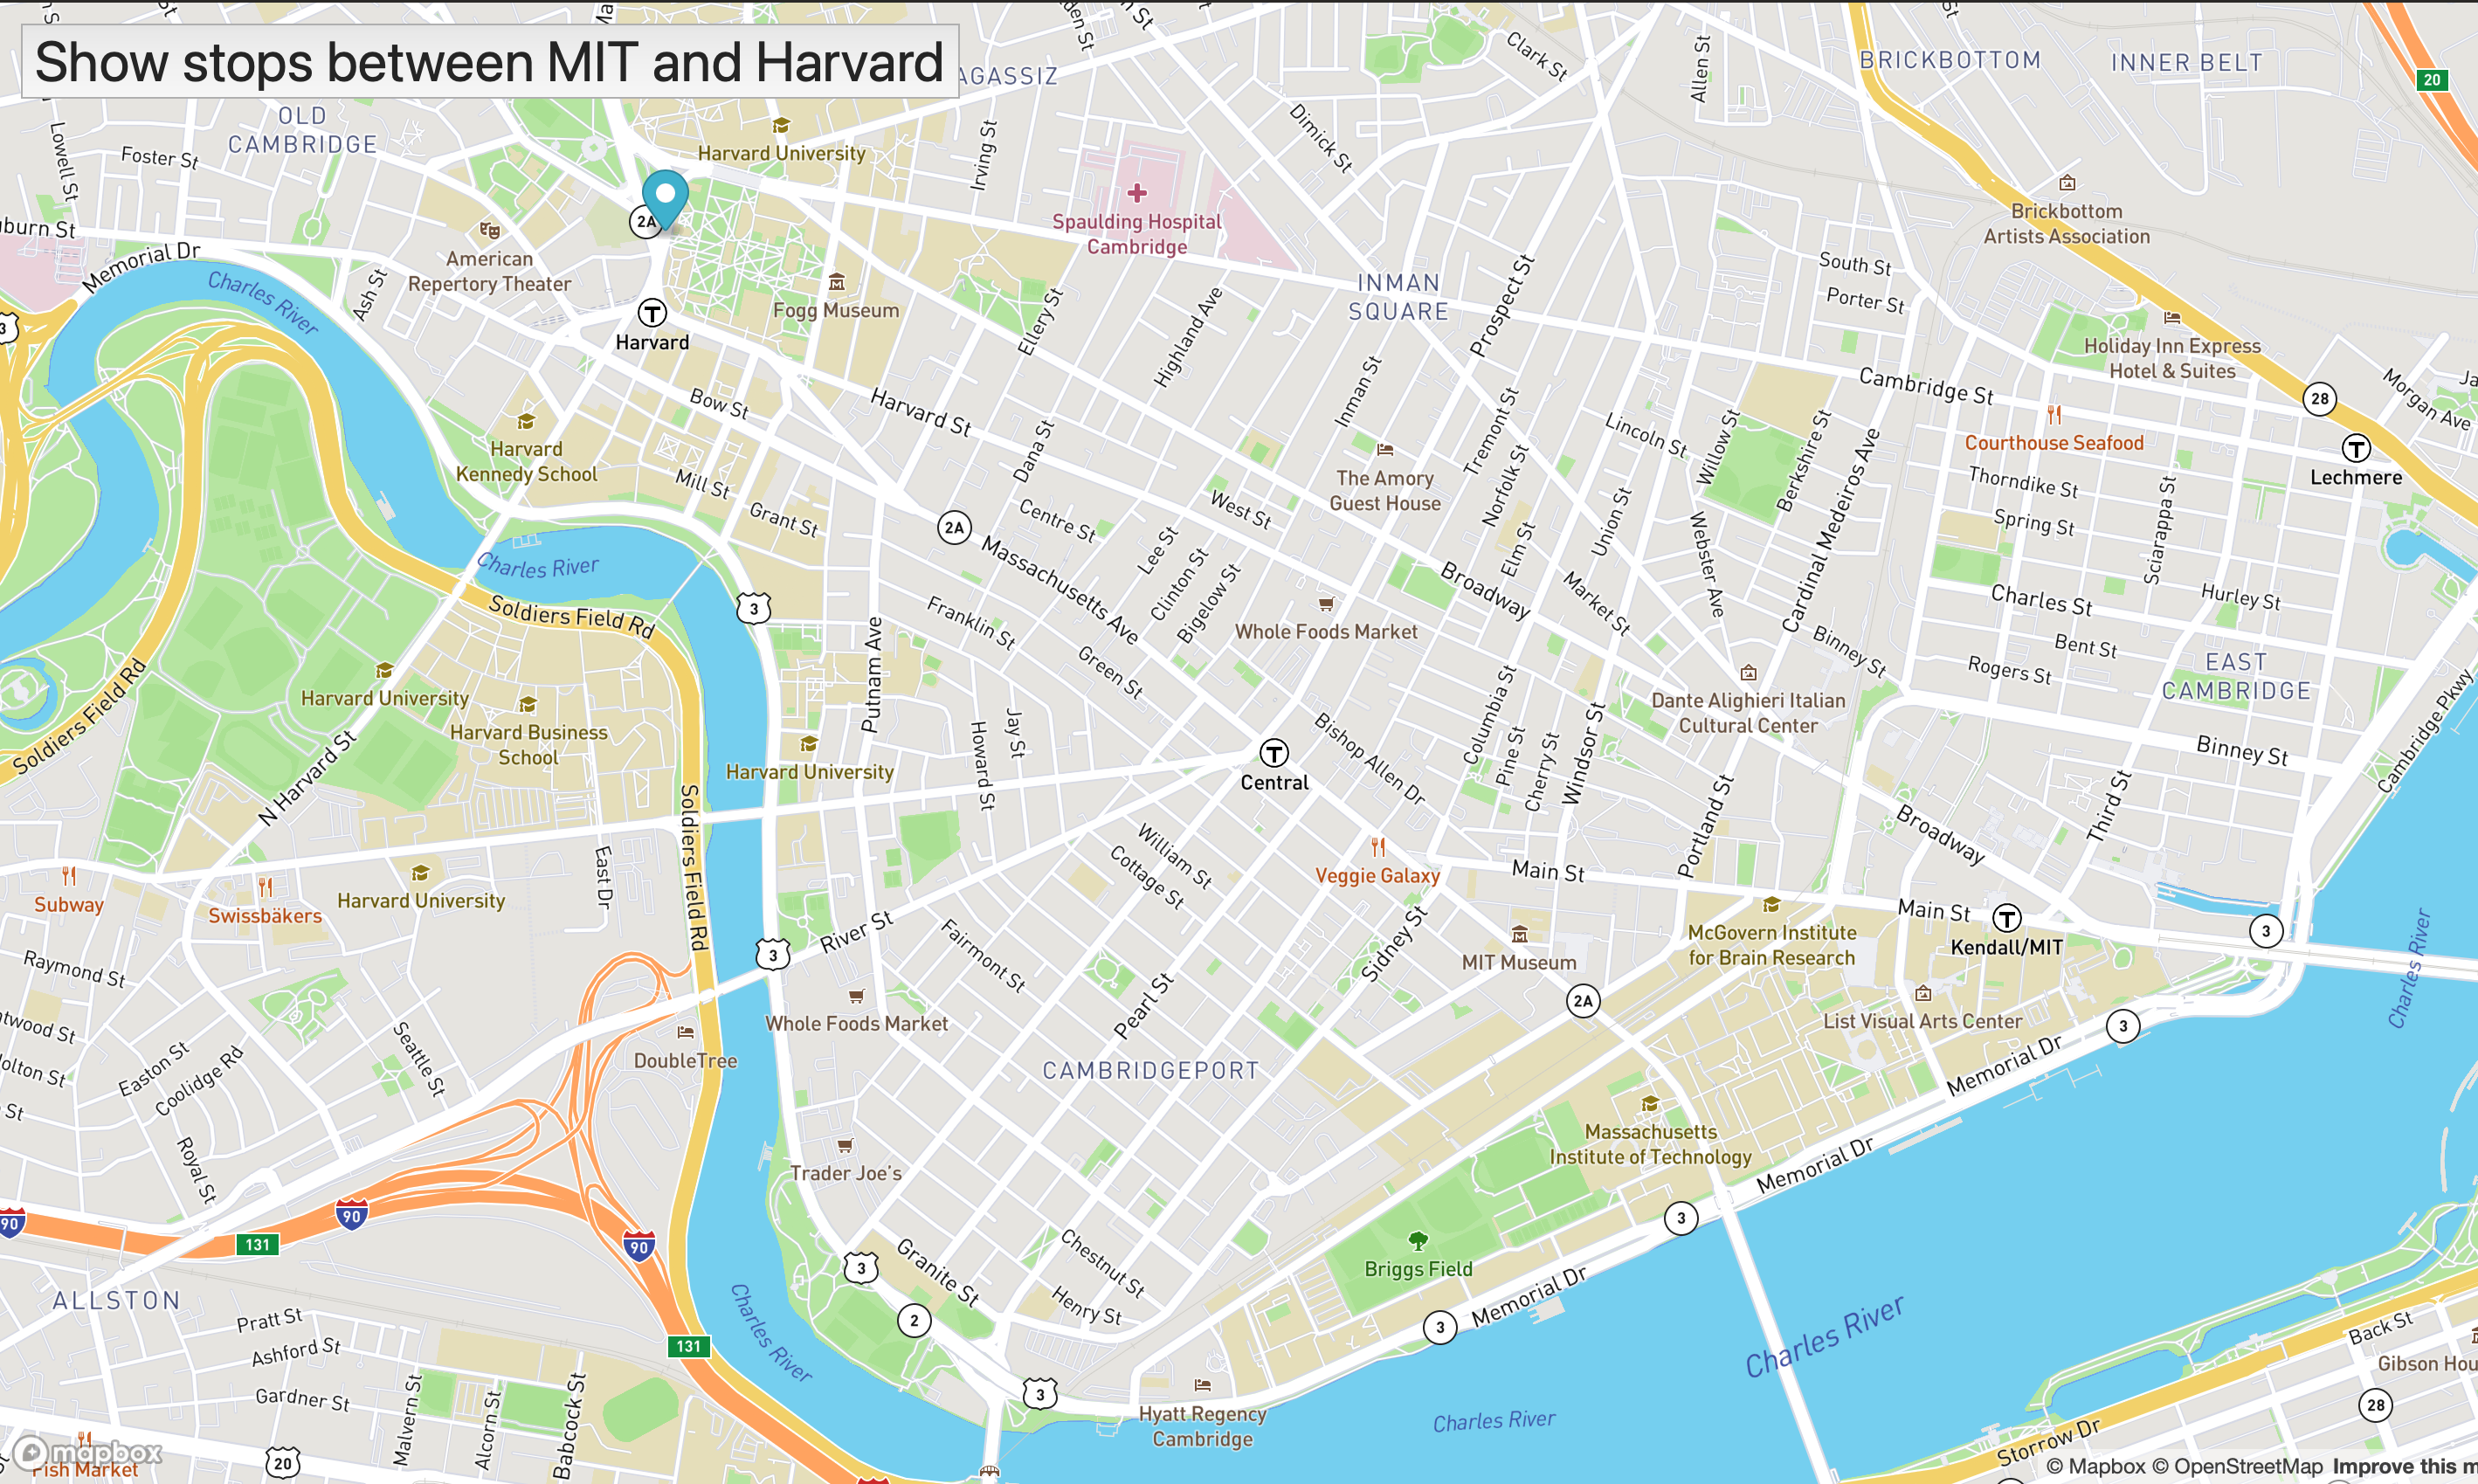 Show stops between MIT and Harvard
AGASSIZ
Clark St
Allen St
BRICKBOTTOM
INNER BELT
20
OLD
CAMBRIDGE
Lowell St
Foster St
Harvard University
Irving St
Dimick St
2A
American
Repertory Theater
Spaulding Hospital
Cambridge
Brickbottom
Artists Association
Memorial Dr
Charles River
Ash St
Fogg Museum
INMAN
SQUARE
Prospect St
South St
Porter St
3
Harvard
Ellery St
Highland Ave
Holiday Inn Express
Hotel & Suites
Morgan Ave
28
Bow St
Harvard St
Inman St
Cambridge St
Courthouse Seafood
Lechmere
Harvard
Kennedy School
Mill St
Grant St
Dana St
Centre St
West St
The Amory
Guest House
Tremont St
Norfolk St
Lincoln St
Willow St
Berkshire St
Thorndike St
Spring St
Sciarappa St
2A
Massachusetts Ave
Lee St
Clinton St
Bigelow St
Elm St
Union St
Webster Ave
Cardinal Medeiros Ave
Charles River
Soldiers Field Rd
3
Franklin St
Green St
Whole Foods Market
Broadway
Market St
Binney St
Charles St
Hurley St
Bent St
Rogers St
EAST
CAMBRIDGE
Soldiers Field Rd
Harvard University
Harvard Business
School
N Harvard St
Putnam Ave
Harvard University
Howard St
Jay St
Central
Bishop Allen Dr
Columbia St
Pine St
Cherry St
Windsor St
Dante Alighieri Italian
Cultural Center
Binney St
Cambridge Pkwy
Soldiers Field Rd
East Dr
Subway
Swissbäkers
Harvard University
William St
Cottage St
Veggie Galaxy
Main St
Portland St
Broadway
Third St
Raymond St
3
River St
Fairmont St
Sidney St
MIT Museum
McGovern Institute
for Brain Research
Main St
Kendall/MIT
3
Charles River
Whole Foods Market
Pearl St
2A
List Visual Arts Center
3
Memorial Dr
Easton St
Coolidge Rd
Seattle St
DoubleTree
CAMBRIDGEPORT
Royal St
Trader Joe's
Massachusetts
Institute of Technology
Memorial Dr
90
90
131
90
3
Granite St
Chestnut St
Henry St
Briggs Field
3
Memorial Dr
3
ALLSTON
Pratt St
Ashford St
Gardner St
131
Charles River
2
3
Charles River
Back St
Malvern St
Alcorn St
Babcock St
Hyatt Regency
Cambridge
Charles River
28
Storrow Dr
mapbox
Fish Market
20
© Mapbox © OpenStreetMap Improve this m